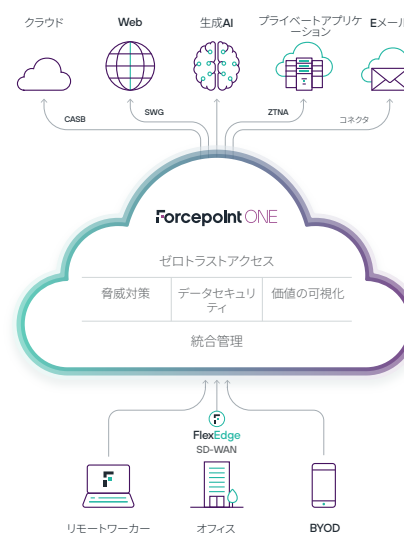 クラウド
Web
生成AI
プライベートアプリケ
ーション
Eメール
CASB
SWG
ZTNA
コネクタ
Forcepoint ONE
ゼロトラストアクセス
脅威対策
データセキュリ
ティ
価値の可視化
統合管理
FlexEdge
SD-WAN
リモートワーカー
オフィス
BYOD